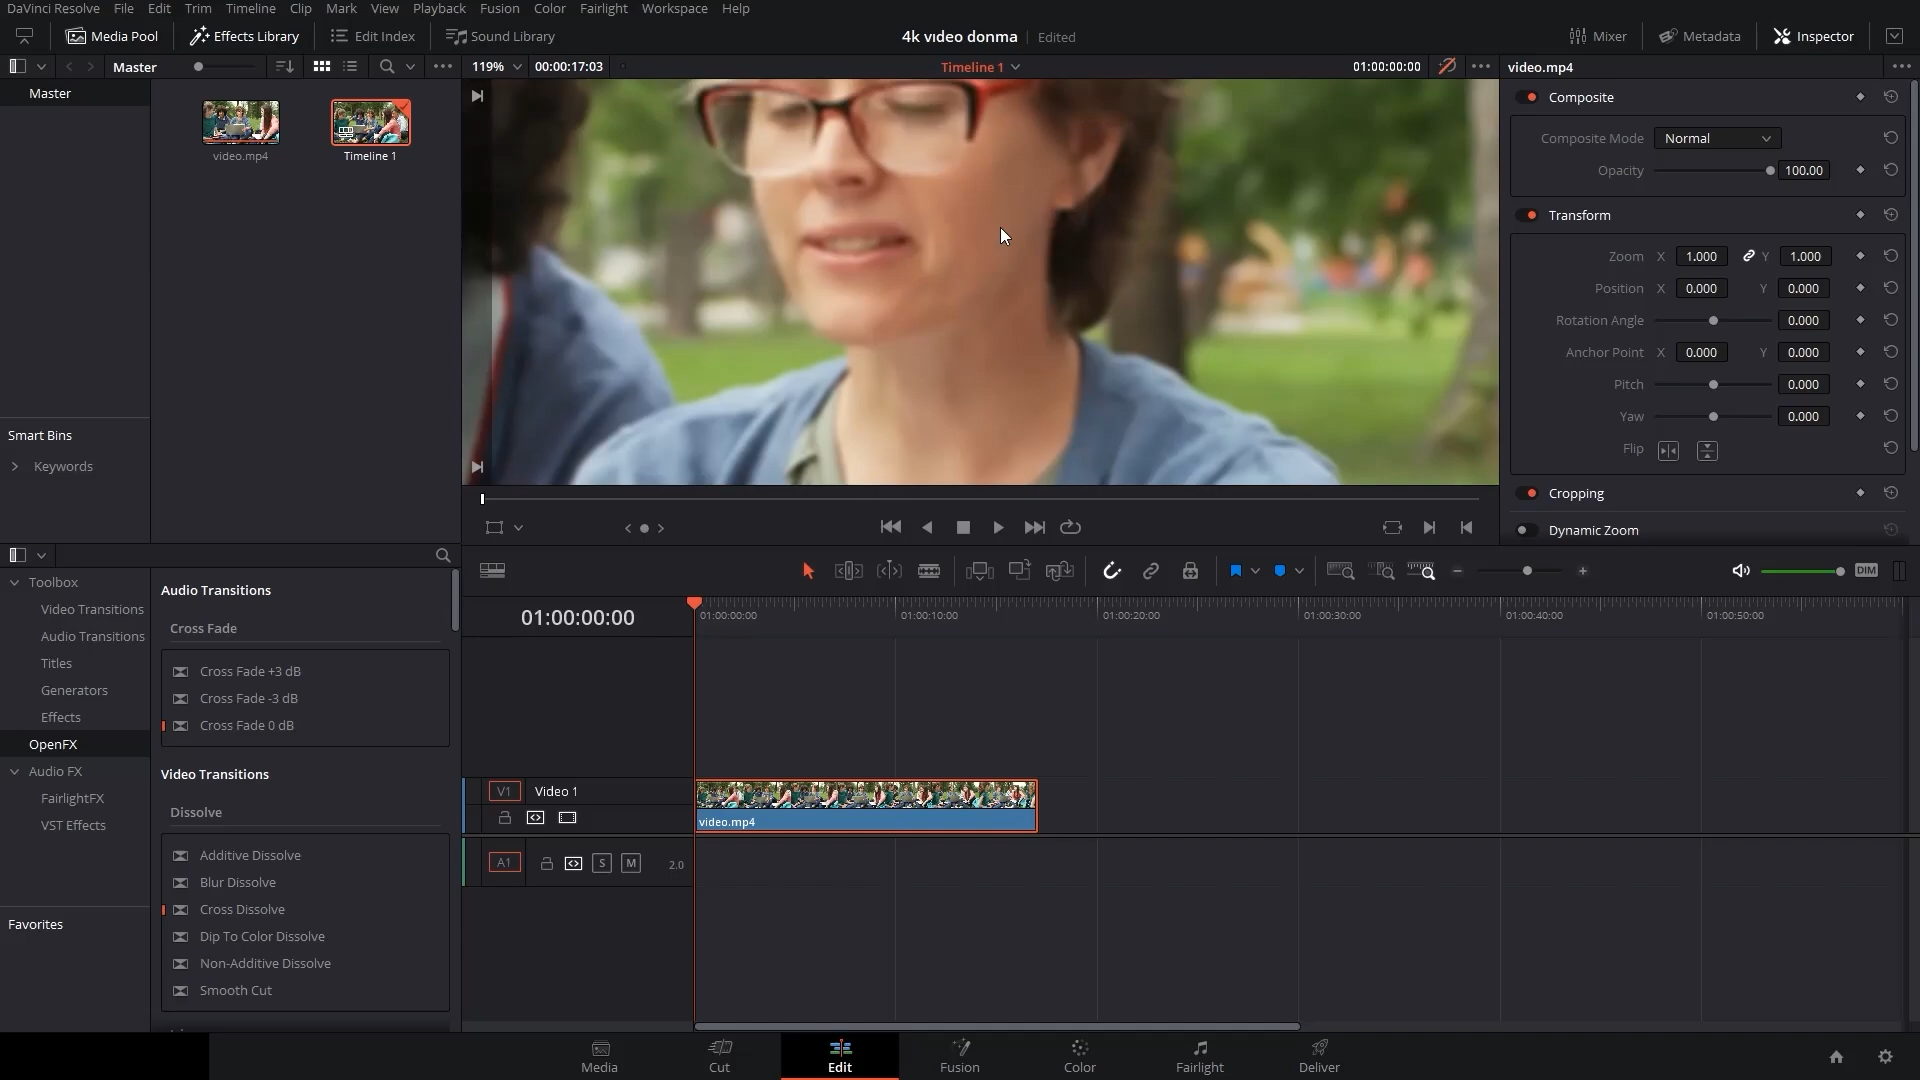 DaVinci Resolve File Edit Trim Timeline Clip Mark View Playback Fusion Color Fairlight Workspace Help
Media Pool Effects Library Edit Index Sound Library 4k vıdeo donma Edited Mixer Metadata Inspector
Master 119% 00:00:17:03 Timeline 1 01:00:00:00 video.mp4
Master
video.mp4 Timeline 1
Composite
Composite Mode Normal
Opacity 100.00
Transform
Zoom X 1.000 Y 1.000
Position X 0.000 Y 0.000
Rotation Angle 0.000
Anchor Point X 0.000 Y 0.000
Pitch 0.000
Yaw 0.000
Flip
Cropping
Dynamic Zoom
Smart Bins
Keywords
Toolbox
Video Transitions
Audio Transitions
Titles
Generators
Effects
OpenFX
Audio FX
FairlightFX
VST Effects
Favorites
Audio Transitions
Cross Fade
Cross Fade +3 dB
Cross Fade -3 dB
Cross Fade 0 dB
Video Transitions
Dissolve
Additive Dissolve
Blur Dissolve
Cross Dissolve
Dip To Color Dissolve
Non-Additive Dissolve
Smooth Cut
DIM
01:00:00:00 01:00:00:00 01:00:10:00 01:00:20:00 01:00:30:00 01:00:40:00 01:00:50:00
V1 Video 1
video.mp4
A1 S M 2.0
Media Cut Edit Fusion Color Fairlight Deliver